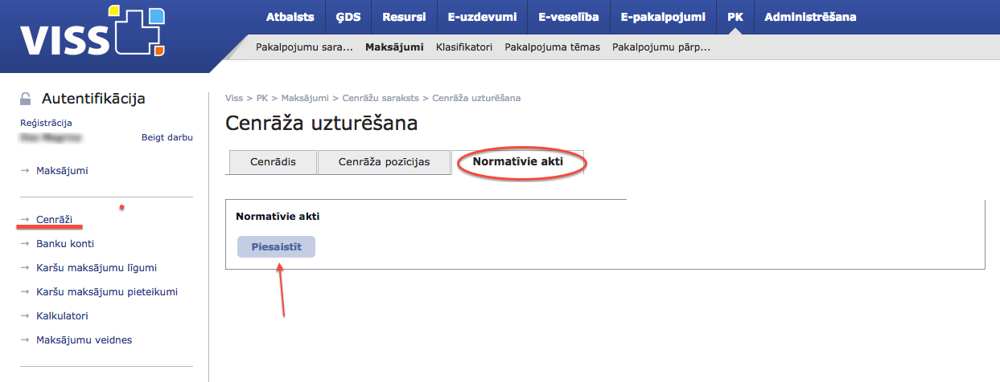 VISS
Atbalsts ĢDS Resursi E-uzdevumi E-veselība E-pakalpojumi PK Administrēšana
Pakalpojumu sara... Maksājumi Klasifikatori Pakalpojuma tēmas Pakalpojumu pārp...
Autentifikācija
Reģistrācija
Beigt darbu
Maksājumi
Cenrāži
Banku konti
Karšu maksājumu līgumi
Karšu maksājumu pieteikumi
Kalkulatori
Maksājumu veidnes
Viss > PK > Maksājumi > Cenrāžu saraksts > Cenrāža uzturēšana
Cenrāža uzturēšana
Cenrādis Cenrāža pozīcijas Normatīvie akti
Normatīvie akti
Piesaistīt